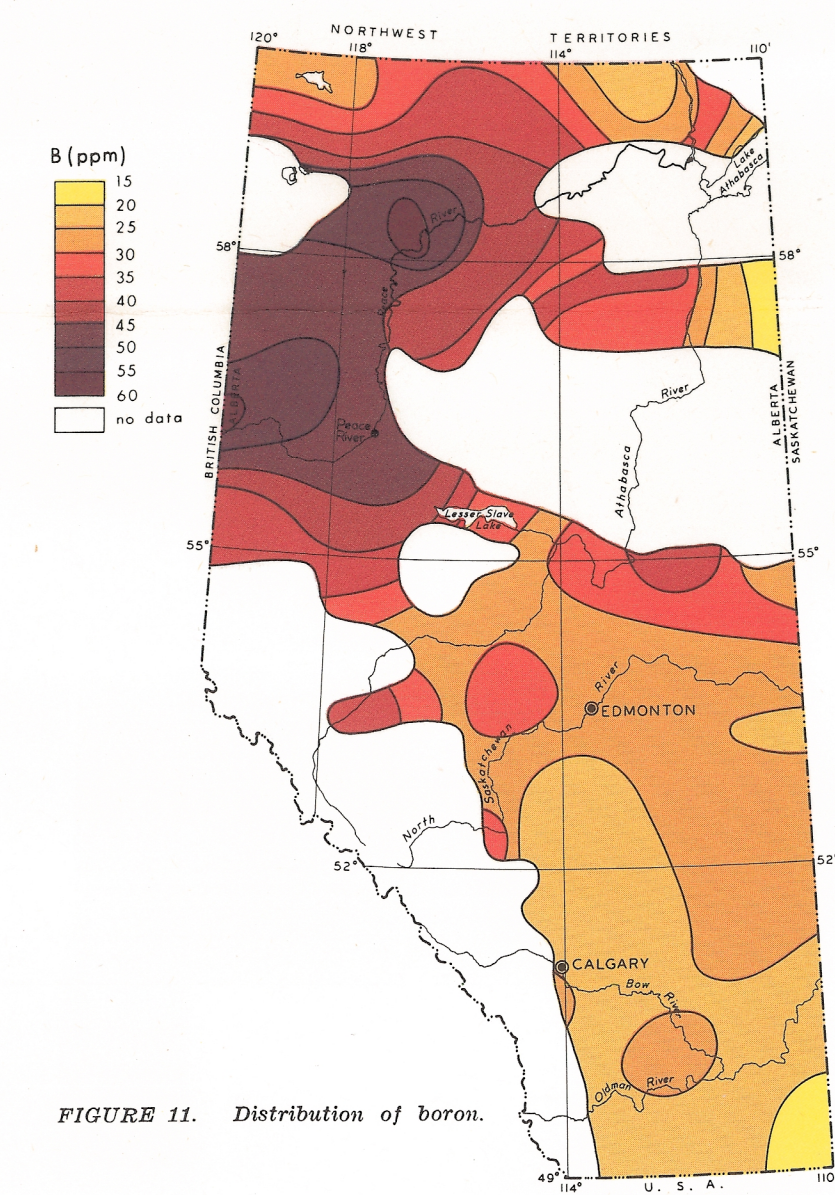 NORTHWEST TERRITORIES
120° 118° 114° 110'
B (ppm)
15
20
25
30
35
40
45
50
55
60
no data
Lake
Athabasca
River
58° 58°
Peace
BRITISH COLUMBIA
ALBERTA
ALBERTA
SASKATCHEWAN
River
Peace
River
Athabasca
Lesser Slave
Lake
55° 55°
River
EDMONTON
Saskatchewan
North
52° 52°
CALGARY
Bow
River
Oldman River
FIGURE 11. Distribution of boron.
49° 114° U. S. A. 110